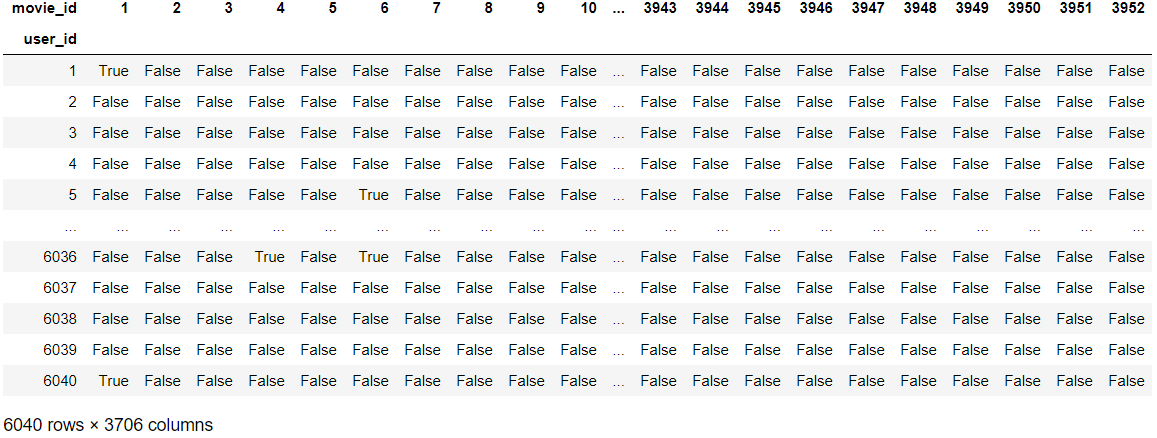 movie_id 1 2 3 4 5 6 7 8 9 10 ... 3943 3944 3945 3946 3947 3948 3949 3950 3951 3952
user_id
1 True False False False False False False False False False ... False False False False False False False False False False
2 False False False False False False False False False False ... False False False False False False False False False False
3 False False False False False False False False False False ... False False False False False False False False False False
4 False False False False False False False False False False ... False False False False False False False False False False
5 False False False False False True False False False False ... False False False False False False False False False False
... ... ... ... ... ... ... ... ... ... ... ... ... ... ... ... ... ... ... ... ... ...
6036 False False False True False True False False False False ... False False False False False False False False False False
6037 False False False False False False False False False False ... False False False False False False False False False False
6038 False False False False False False False False False False ... False False False False False False False False False False
6039 False False False False False False False False False False ... False False False False False False False False False False
6040 True False False False False False False False False False ... False False False False False False False False False False
6040 rows × 3706 columns